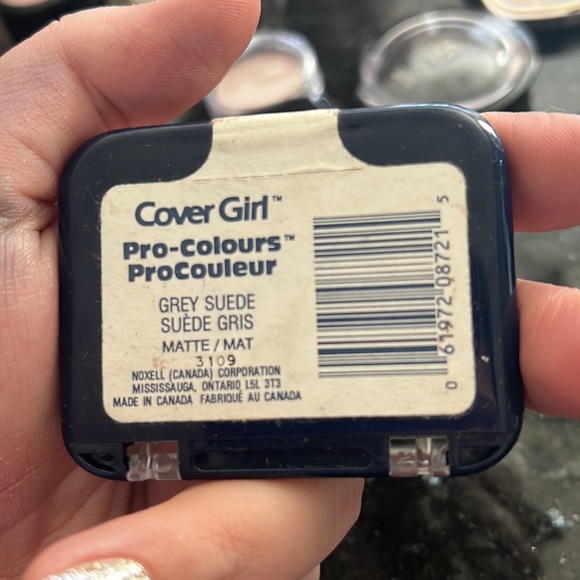 Cover Girl™
Pro-Colours™
ProCouleur
GREY SUEDE
SUÈDE GRIS
MATTE / MAT
3109
NOXELL (CANADA) CORPORATION
MISSISSAUGA, ONTARIO L5L 3T3
MADE IN CANADA FABRIQUÉ AU CANADA
0 61972 08721 5